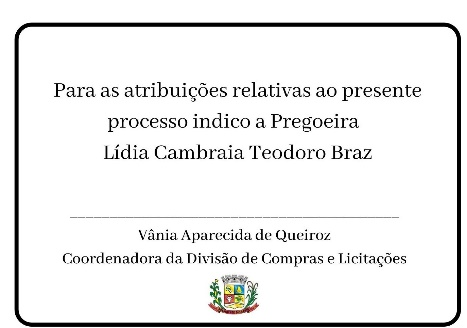 Para as atribuições relativas ao presente
processo indico a Pregoeira
Lídia Cambraia Teodoro Braz
Vânia Aparecida de Queiroz
Coordenadora da Divisão de Compras e Licitações